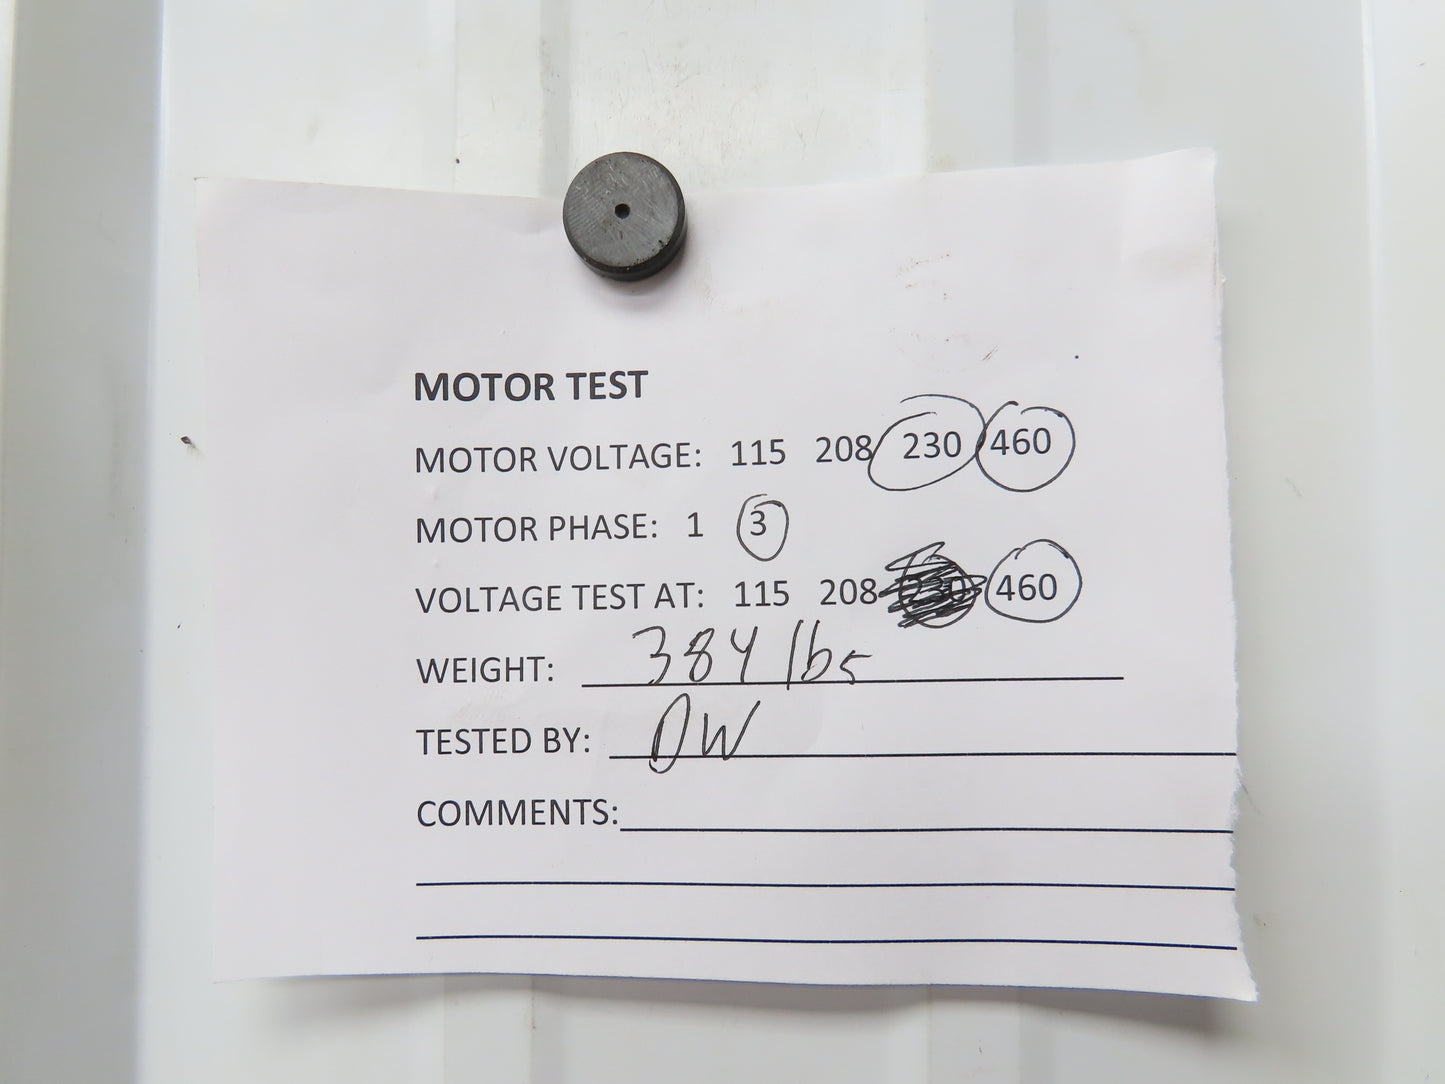 MOTOR TEST
MOTOR VOLTAGE: 115 208 230 460
MOTOR PHASE: 1 3
VOLTAGE TEST AT: 115 208 230 460
WEIGHT: 384 lbs
TESTED BY: DW
COMMENTS: